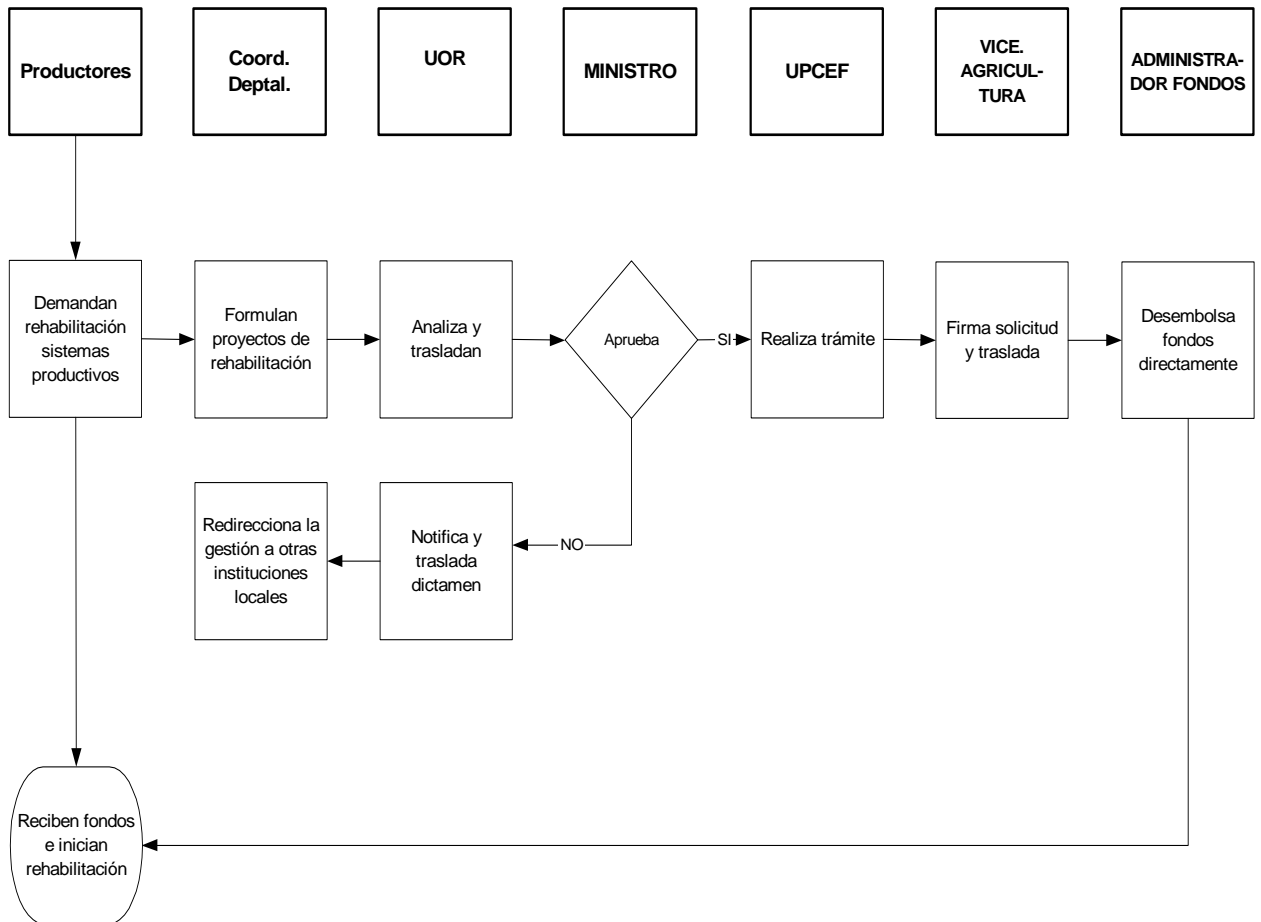 Productores
Coord.
Deptal.
UOR
MINISTRO
UPCEF
VICE.
AGRICUL-
TURA
ADMINISTRA-
DOR FONDOS
Demandan
rehabilitación
sistemas
productivos
Formulan
proyectos de
rehabilitación
Analiza y
trasladan
Aprueba
SI
Realiza trámite
Firma solicitud
y traslada
Desembolsa
fondos
directamente
Redirecciona la
gestión a otras
instituciones
locales
Notifica y
traslada
dictamen
NO
Reciben fondos
e inician
rehabilitación